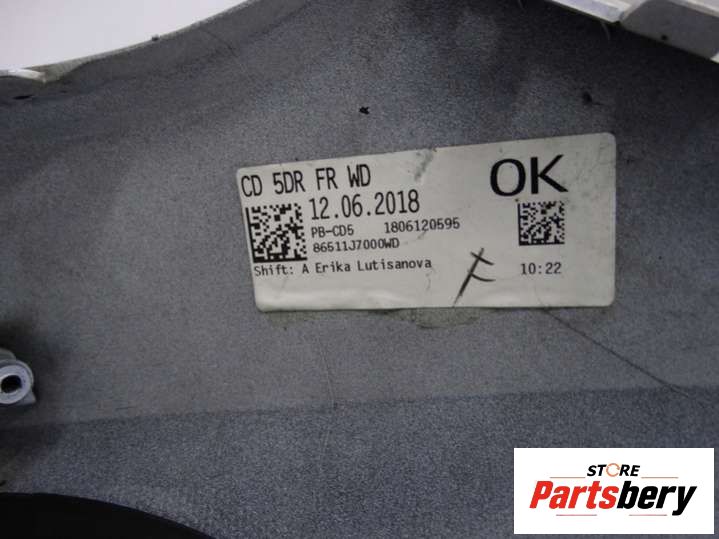 CD 5DR FR WD
OK
12.06.2018
PB-CD5 1806120595
86511J7000WD
Shift: A Erika Lutisanova
10:22
STORE
Partsbery